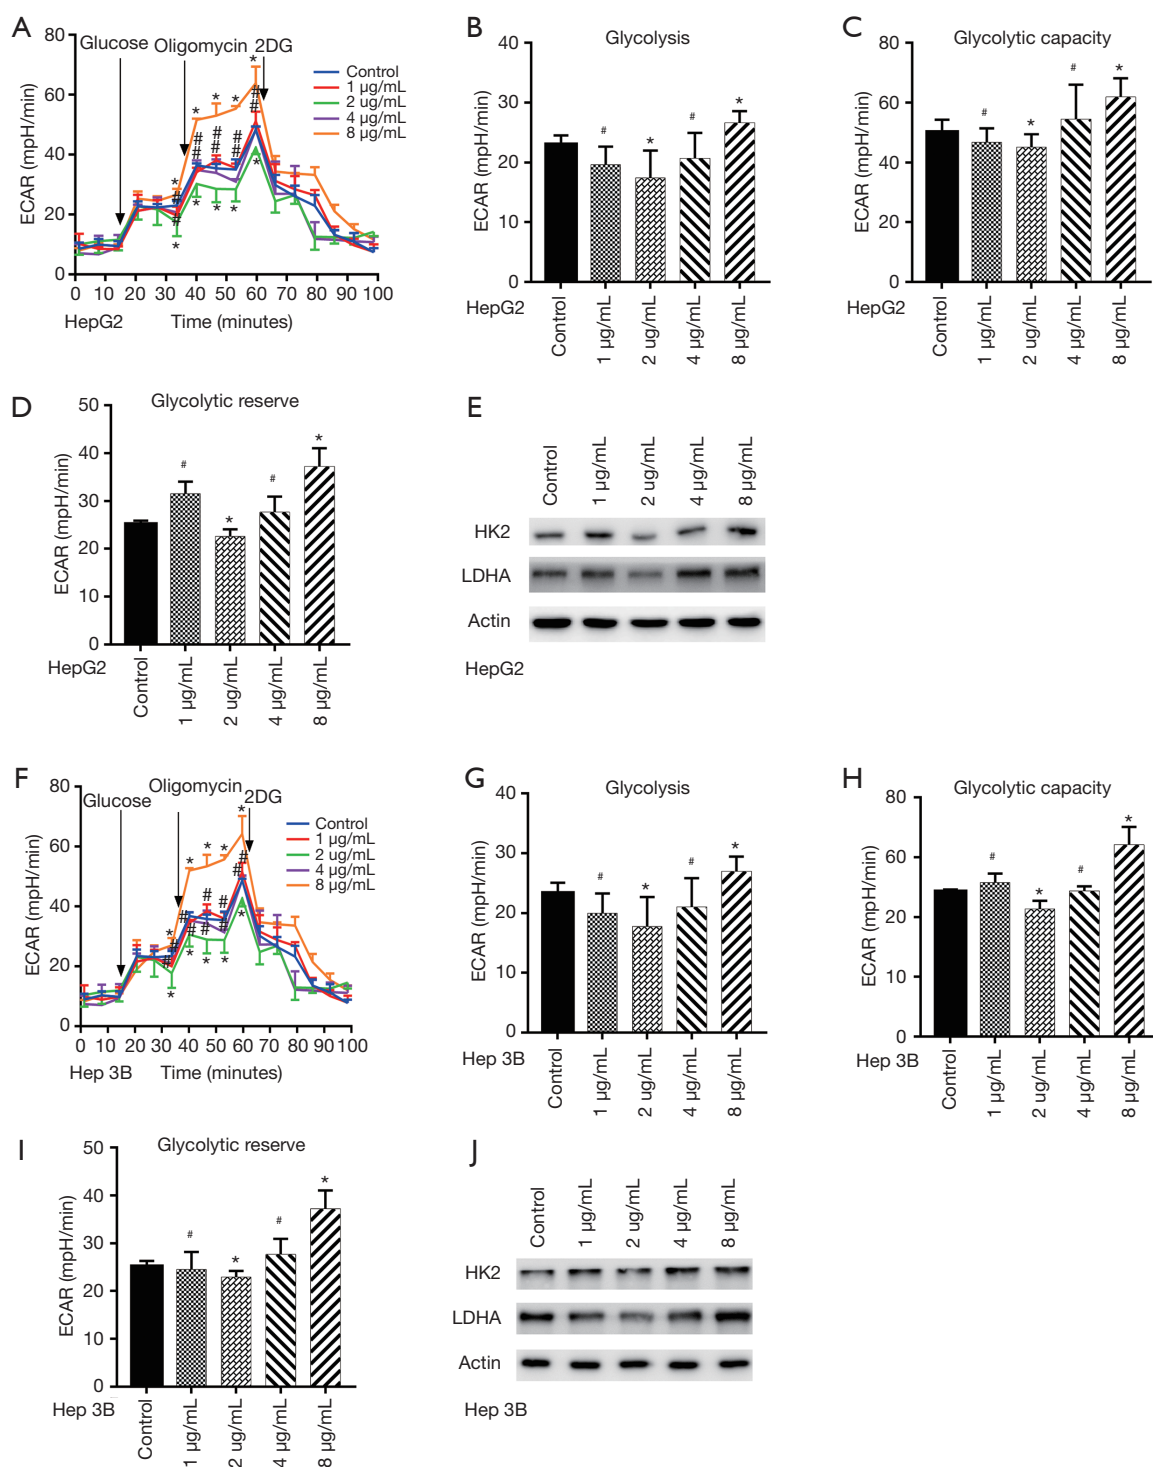 A
80
60
40
20
0
ECAR (mpH/min)
Glucose
Oligomycin
2DG
Control
1 µg/mL
2 ug/mL
4 µg/mL
8 µg/mL
* * * * *
# # # # # # # # # #
* * * * *
0 10 20 30 40 50 60 70 80 90 100
HepG2
Time (minutes)
B
Glycolysis
40
30
20
10
0
ECAR (mpH/min)
# * # *
HepG2
Control
1 µg/mL
2 ug/mL
4 µg/mL
8 µg/mL
C
Glycolytic capacity
80
60
40
20
0
ECAR (mpH/min)
# * # *
HepG2
Control
1 µg/mL
2 ug/mL
4 µg/mL
8 µg/mL
D
Glycolytic reserve
50
40
30
20
10
0
ECAR (mpH/min)
# * # *
HepG2
Control
1 µg/mL
2 ug/mL
4 µg/mL
8 µg/mL
E
Control
1 µg/mL
2 ug/mL
4 µg/mL
8 µg/mL
HK2
LDHA
Actin
HepG2
F
80
60
40
20
0
ECAR (mpH/min)
Glucose
Oligomycin
2DG
Control
1 µg/mL
2 ug/mL
4 µg/mL
8 µg/mL
* * * * *
# # # # # # # # # #
* * * * *
0 10 20 30 40 50 60 70 80 90 100
Hep 3B
Time (minutes)
G
Glycolysis
40
30
20
10
0
ECAR (mpH/min)
# * # *
Hep 3B
Control
1 µg/mL
2 ug/mL
4 µg/mL
8 µg/mL
H
Glycolytic capacity
80
60
20
0
0
ECAR (mpH/min)
# * # *
Hep 3B
Control
1 µg/mL
2 ug/mL
4 µg/mL
8 µg/mL
I
Glycolytic reserve
50
40
30
20
10
0
ECAR (mpH/min)
# * # *
Hep 3B
Control
1 µg/mL
2 ug/mL
4 µg/mL
8 µg/mL
J
Control
1 µg/mL
2 ug/mL
4 µg/mL
8 µg/mL
HK2
LDHA
Actin
Hep 3B